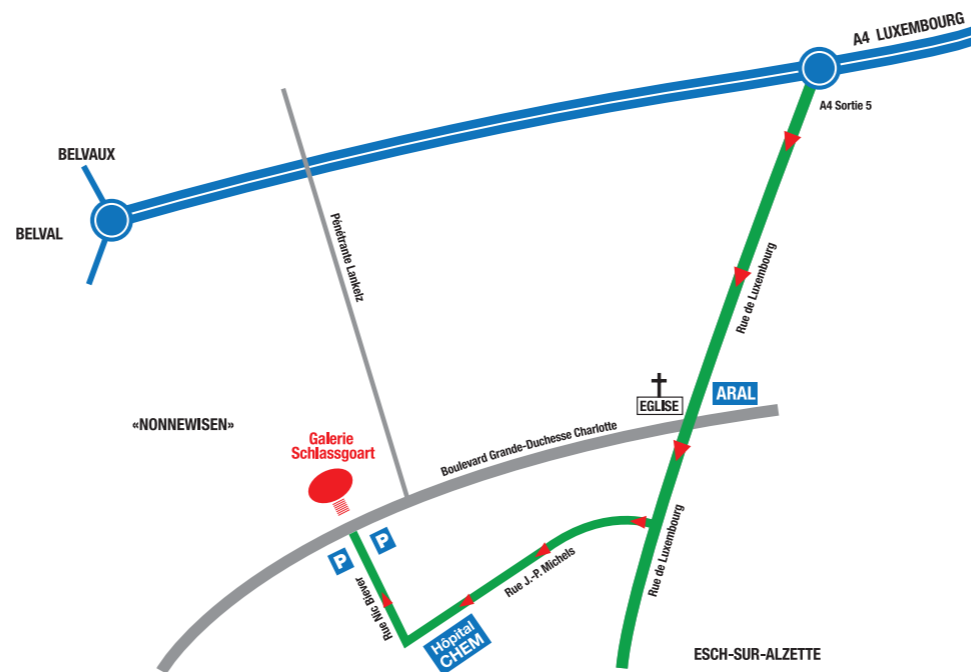 A4 LUXEMBOURG
A4 Sortie 5
BELVAUX
BELVAL
Pénétrante Lankelz
Rue de Luxembourg
ARAL
EGLISE
«NONNEWISEN»
Galerie
Schlassgoart
Boulevard Grande-Duchesse Charlotte
P
P
Rue de Luxembourg
Rue J.-P. Michels
Rue Nic Biever
Hôpital
CHEM
ESCH-SUR-ALZETTE